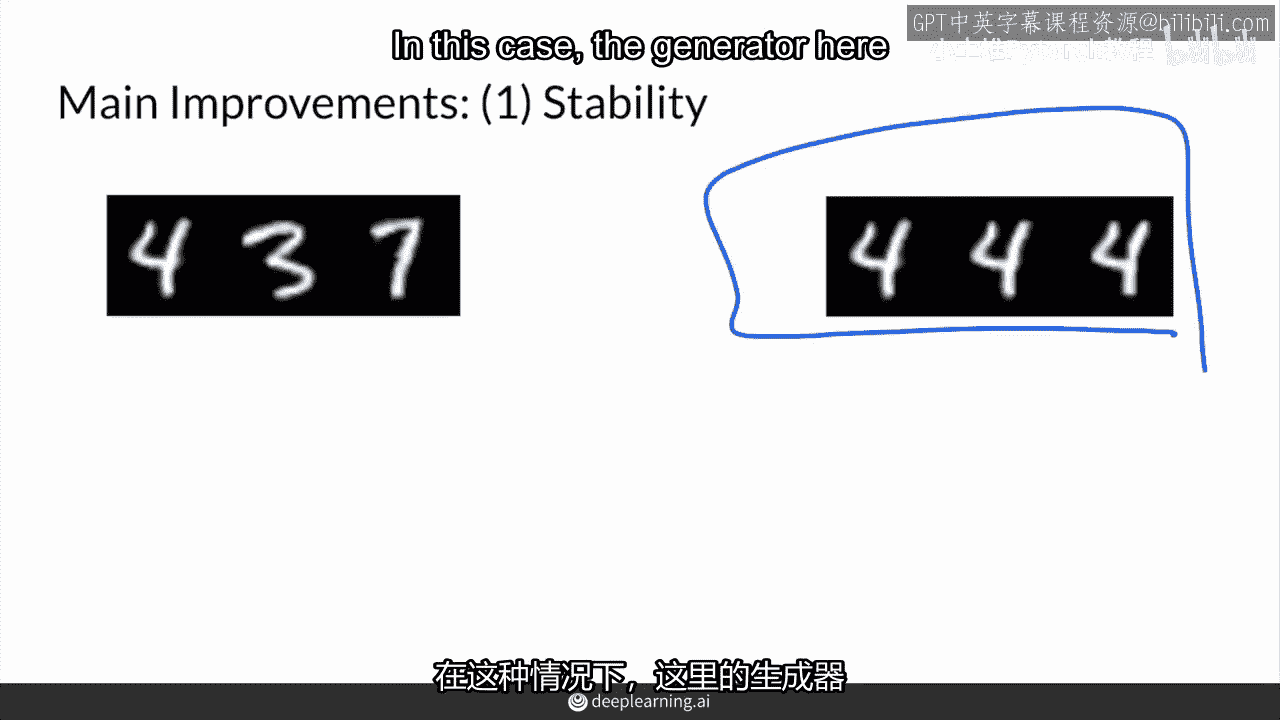 GPT中英字幕课程资源@bilibili.com
In this case, the generator here
Main Improvements: (1) Stability
4 3 7
4 4 4
在这种情况下，这里的生成器
deeplearning.ai